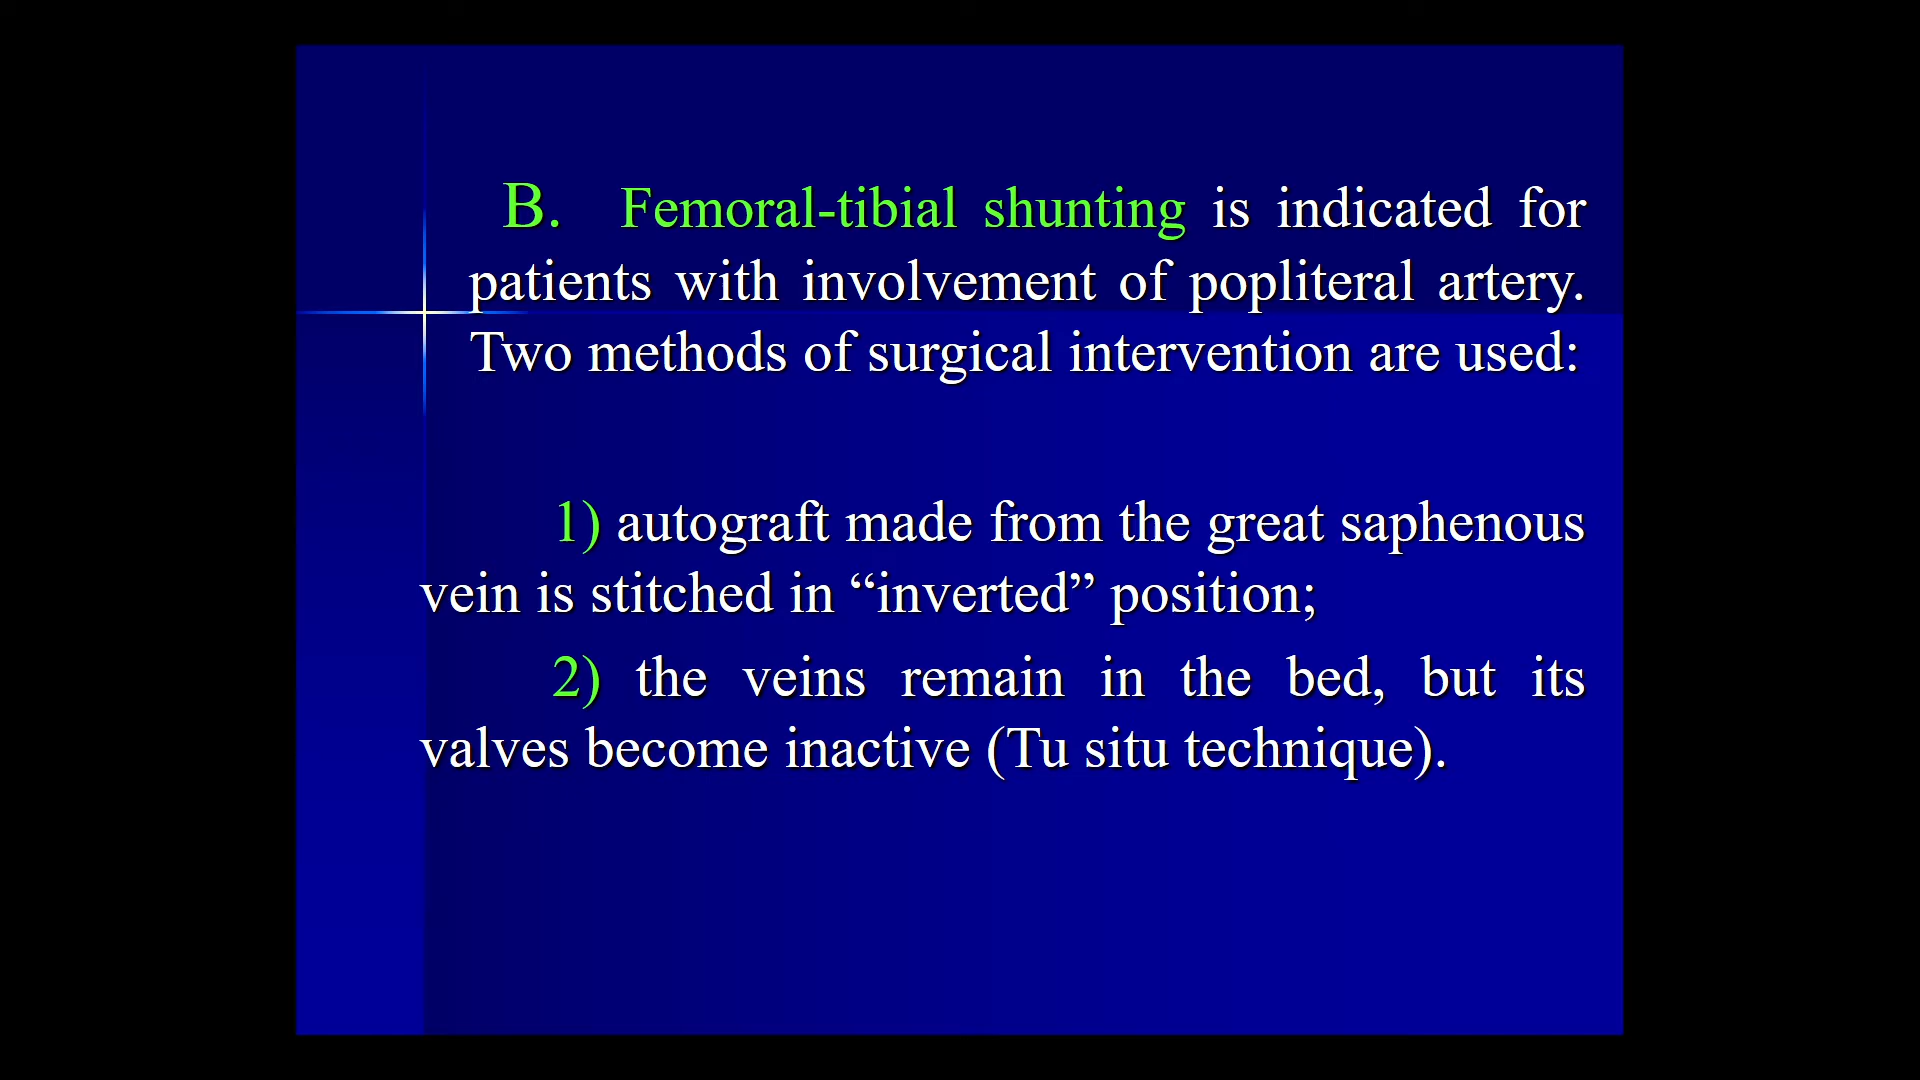 B. Femoral-tibial shunting is indicated for
patients with involvement of popliteral artery.
Two methods of surgical intervention are used:
1) autograft made from the great saphenous
vein is stitched in “inverted” position;
2) the veins remain in the bed, but its
valves become inactive (Tu situ technique).